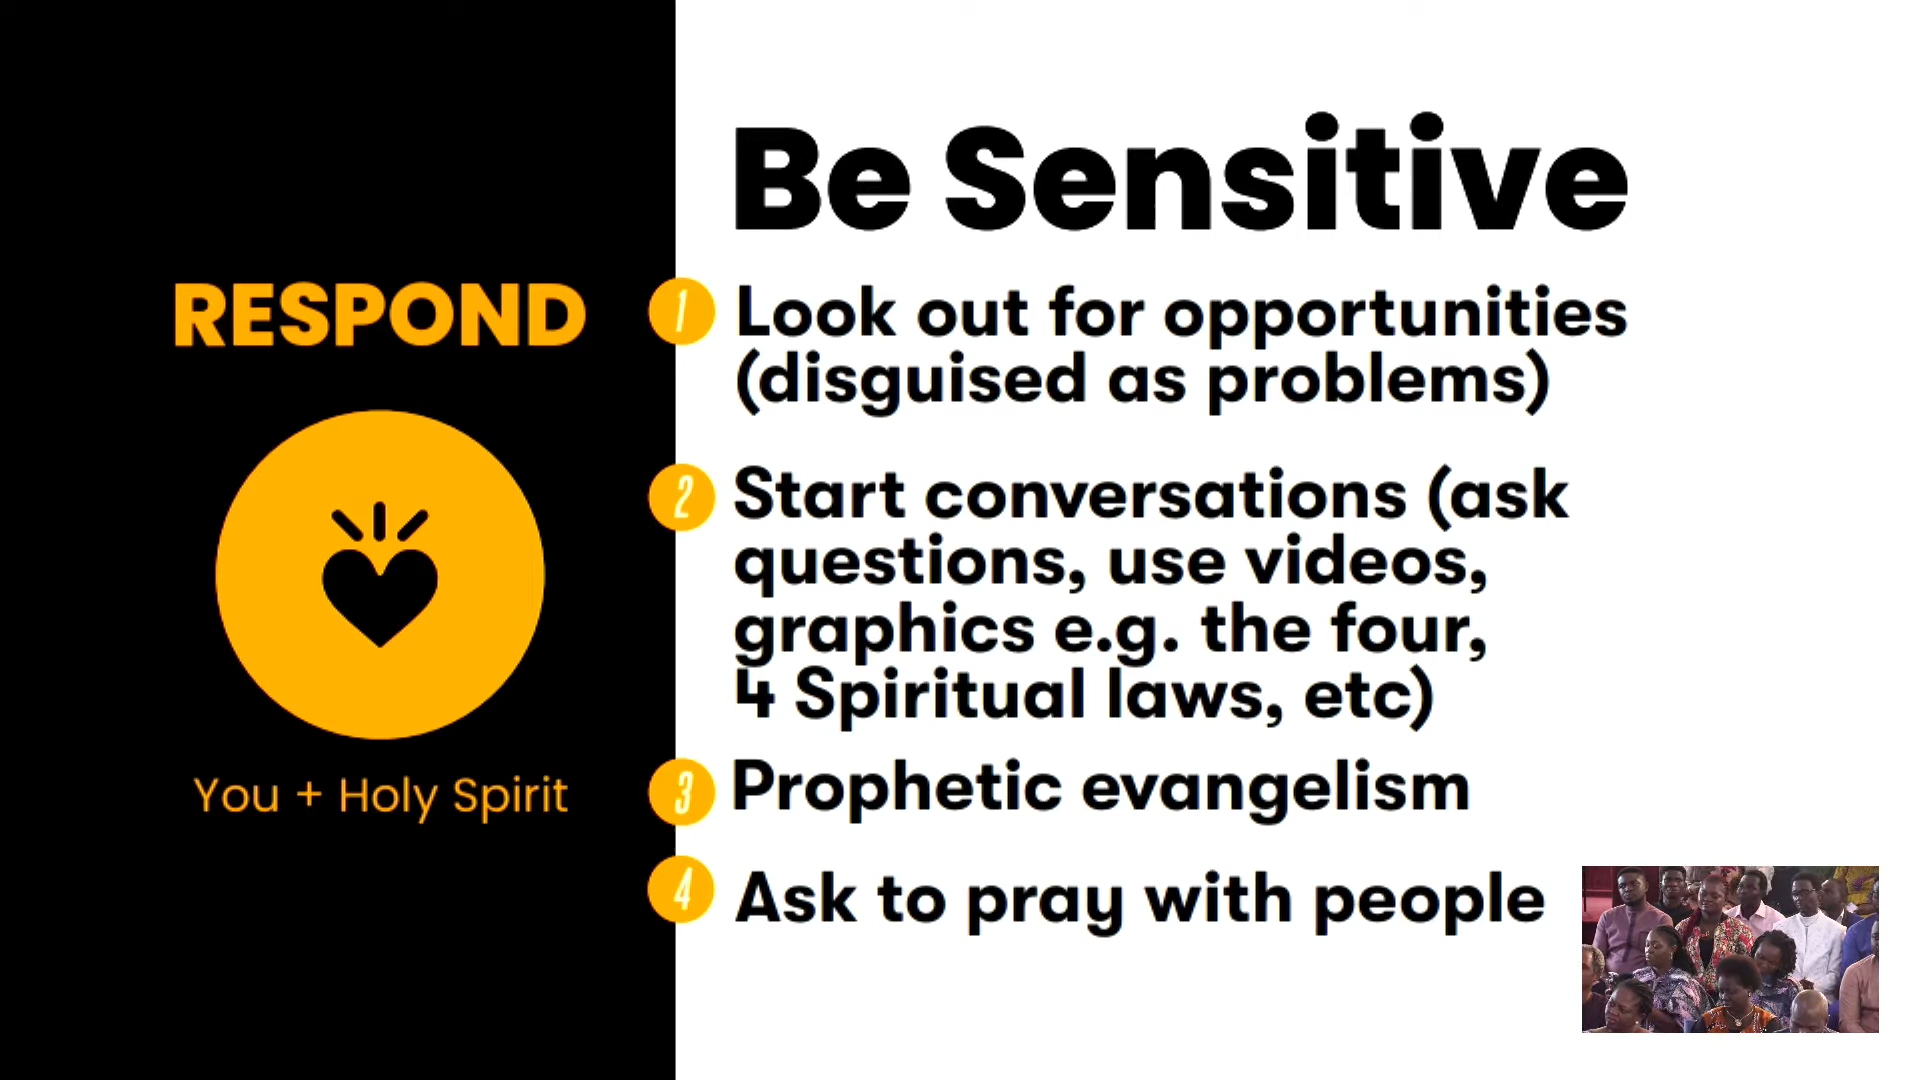 RESPOND
You + Holy Spirit
Be Sensitive
1 Look out for opportunities
(disguised as problems)
2 Start conversations (ask
questions, use videos,
graphics e.g. the four,
4 Spiritual laws, etc)
3 Prophetic evangelism
4 Ask to pray with people